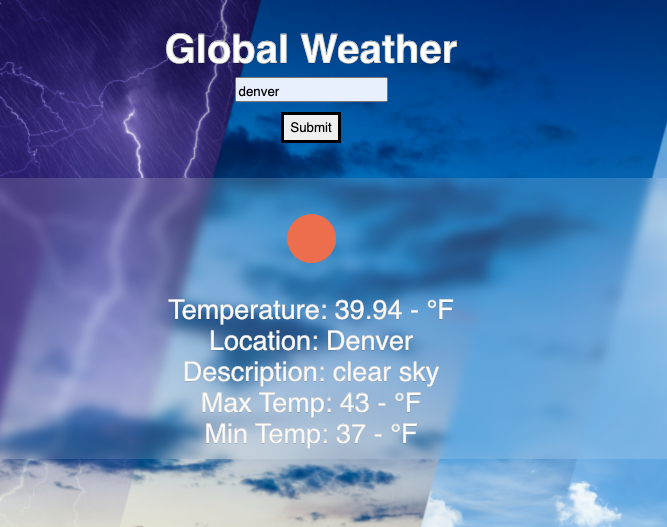 Global Weather
denver
Submit
Temperature: 39.94 - °F
Location: Denver
Description: clear sky
Max Temp: 43 - °F
Min Temp: 37 - °F